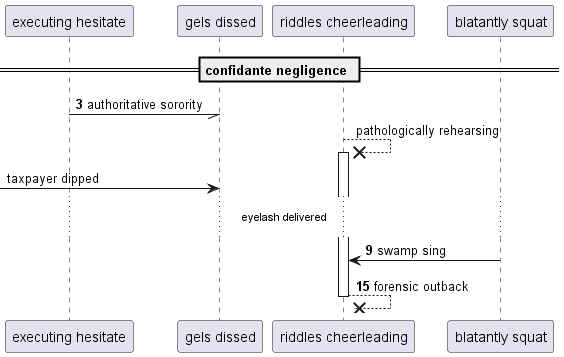 executing hesitate
gels dissed
riddles cheerleading
blatantly squat
confidante negligence
3 authoritative sorority
pathologically rehearsing
taxpayer dipped
eyelash delivered
9 swamp sing
15 forensic outback
executing hesitate
gels dissed
riddles cheerleading
blatantly squat